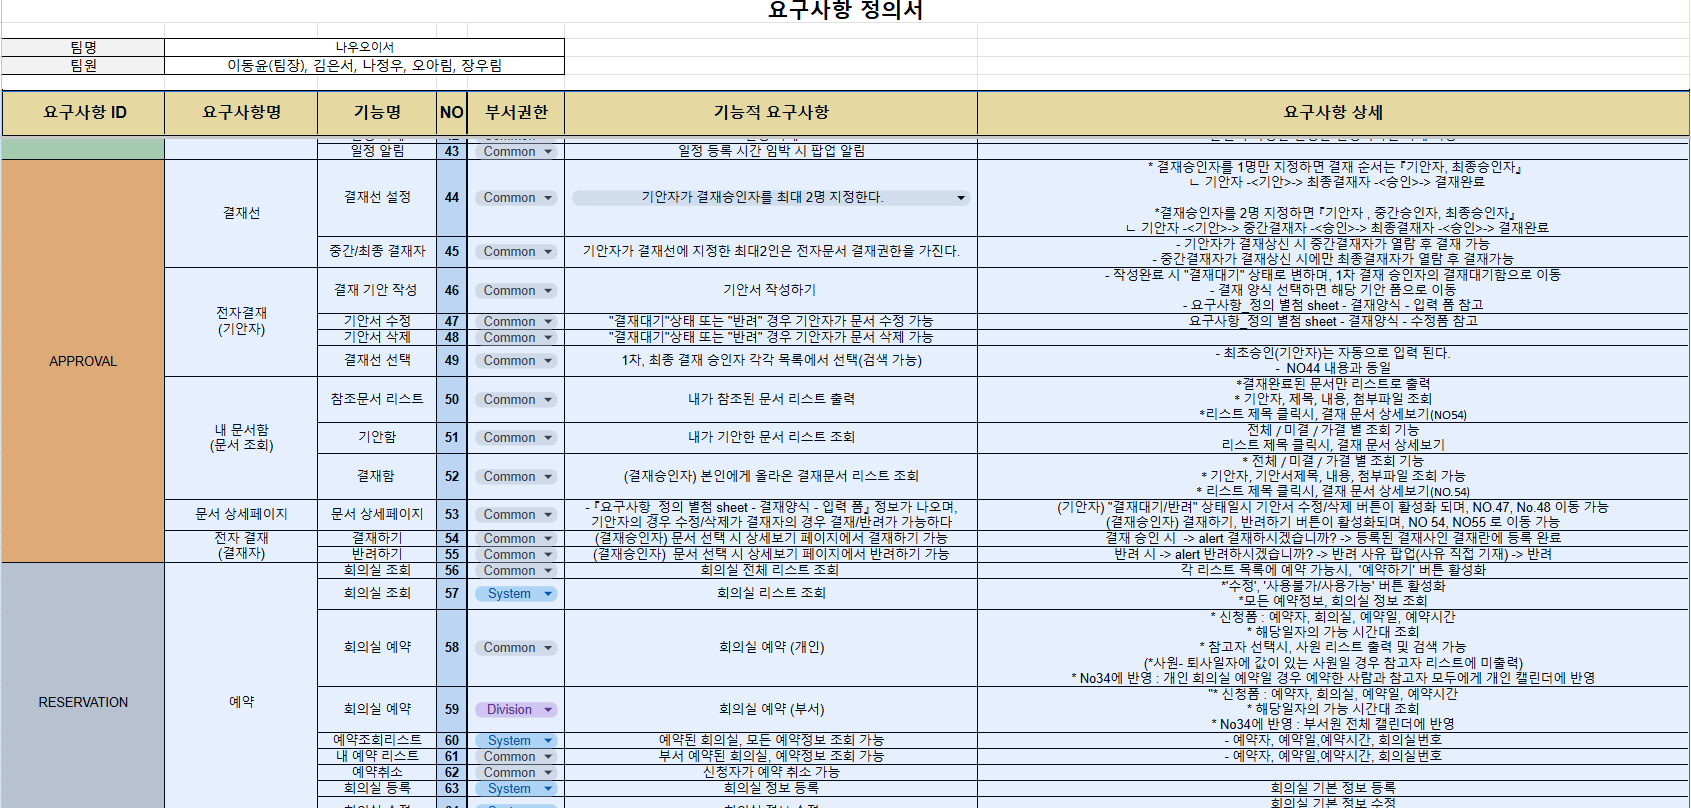 요구사항 정의서
팀명 나우오이서
팀원 이동윤(팀장), 김은서, 나정우, 오아림, 장우림
요구사항 ID 요구사항명 기능명 NO 부서권한 기능적 요구사항 요구사항 상세
일정 알림 43 Common 일정 등록 시간 임박 시 팝업 알림
APPROVAL
결재선
결재선 설정 44 Common 기안자가 결재승인자를 최대 2명 지정한다.
* 결재승인자를 1명만 지정하면 결재 순서는 『기안자, 최종승인자』
ㄴ 기안자 -<기안>-> 최종결재자 -<승인>-> 결재완료
*결재승인자를 2명 지정하면 『기안자 , 중간승인자, 최종승인자』
ㄴ 기안자 -<기안>-> 중간결재자 -<승인>-> 최종결재자 -<승인>-> 결재완료
중간/최종 결재자 45 Common 기안자가 결재선에 지정한 최대2인은 전자문서 결재권한을 가진다.
- 기안자가 결재상신 시 중간결재자가 열람 후 결재 가능
- 중간결재자가 결재상신 시에만 최종결재자가 열람 후 결재가능
전자결재
(기안자)
결재 기안 작성 46 Common 기안서 작성하기
- 작성완료 시 "결재대기" 상태로 변하며, 1차 결재 승인자의 결재대기함으로 이동
- 결재 양식 선택하면 해당 기안 폼으로 이동
- 요구사항_정의 별첨 sheet - 결재양식 - 입력 폼 참고
기안서 수정 47 Common "결재대기"상태 또는 "반려" 경우 기안자가 문서 수정 가능 요구사항_정의 별첨 sheet - 결재양식 - 수정폼 참고
기안서 삭제 48 Common "결재대기"상태 또는 "반려" 경우 기안자가 문서 삭제 가능
결재선 선택 49 Common 1차, 최종 결재 승인자 각각 목록에서 선택(검색 가능)
- 최초승인(기안자)는 자동으로 입력 된다.
- NO44 내용과 동일
내 문서함
(문서 조회)
참조문서 리스트 50 Common 내가 참조된 문서 리스트 출력
*결재완료된 문서만 리스트로 출력
* 기안자, 제목, 내용, 첨부파일 조회
*리스트 제목 클릭시, 결재 문서 상세보기(NO54)
기안함 51 Common 내가 기안한 문서 리스트 조회
전체 / 미결 / 가결 별 조회 기능
리스트 제목 클릭시, 결재 문서 상세보기
결재함 52 Common (결재승인자) 본인에게 올라온 결재문서 리스트 조회
* 전체 / 미결 / 가결 별 조회 기능
* 기안자, 기안서제목, 내용, 첨부파일 조회 가능
* 리스트 제목 클릭시, 결재 문서 상세보기(NO.54)
문서 상세페이지 문서 상세페이지 53 Common
- 『요구사항_정의 별첨 sheet - 결재양식 - 입력 폼』 정보가 나오며,
기안자의 경우 수정/삭제가 결재자의 경우 결재/반려가 가능하다
(기안자) "결재대기/반려" 상태일시 기안서 수정/삭제 버튼이 활성화 되며, NO.47, No.48 이동 가능
(결재승인자) 결재하기, 반려하기 버튼이 활성화되며, NO 54, NO55 로 이동 가능
전자 결재
(결재자)
결재하기 54 Common (결재승인자) 문서 선택 시 상세보기 페이지에서 결재하기 가능 결재 승인 시 -> alert 결재하시겠습니까? -> 등록된 결재사인 결재란에 등록 완료
반려하기 55 Common (결재승인자) 문서 선택 시 상세보기 페이지에서 반려하기 가능 반려 시 -> alert 반려하시겠습니까? -> 반려 사유 팝업(사유 직접 기재) -> 반려
RESERVATION
예약
회의실 조회 56 Common 회의실 전체 리스트 조회 각 리스트 목록에 예약 가능시, '예약하기' 버튼 활성화
회의실 조회 57 System 회의실 리스트 조회
*'수정', '사용불가/사용가능' 버튼 활성화
*모든 예약정보, 회의실 정보 조회
회의실 예약 58 Common 회의실 예약 (개인)
* 신청폼 : 예약자, 회의실, 예약일, 예약시간
* 해당일자의 가능 시간대 조회
* 참고자 선택시, 사원 리스트 출력 및 검색 가능
(*사원- 퇴사일자에 값이 있는 사원일 경우 참고자 리스트에 미출력)
* No34에 반영 : 개인 회의실 예약일 경우 예약한 사람과 참고자 모두에게 개인 캘린더에 반영
회의실 예약 59 Division 회의실 예약 (부서)
"* 신청폼 : 예약자, 회의실, 예약일, 예약시간
* 해당일자의 가능 시간대 조회
* No34에 반영 : 부서원 전체 캘린더에 반영
예약조회리스트 60 System 예약된 회의실, 모든 예약정보 조회 가능 - 예약자, 예약일,예약시간, 회의실번호
내 예약 리스트 61 Common 부서 예약된 회의실, 예약정보 조회 가능 - 예약자, 예약일,예약시간, 회의실번호
예약취소 62 Common 신청자가 예약 취소 가능
회의실 등록 63 System 회의실 정보 등록 회의실 기본 정보 등록
회의실 기본 정보 수정